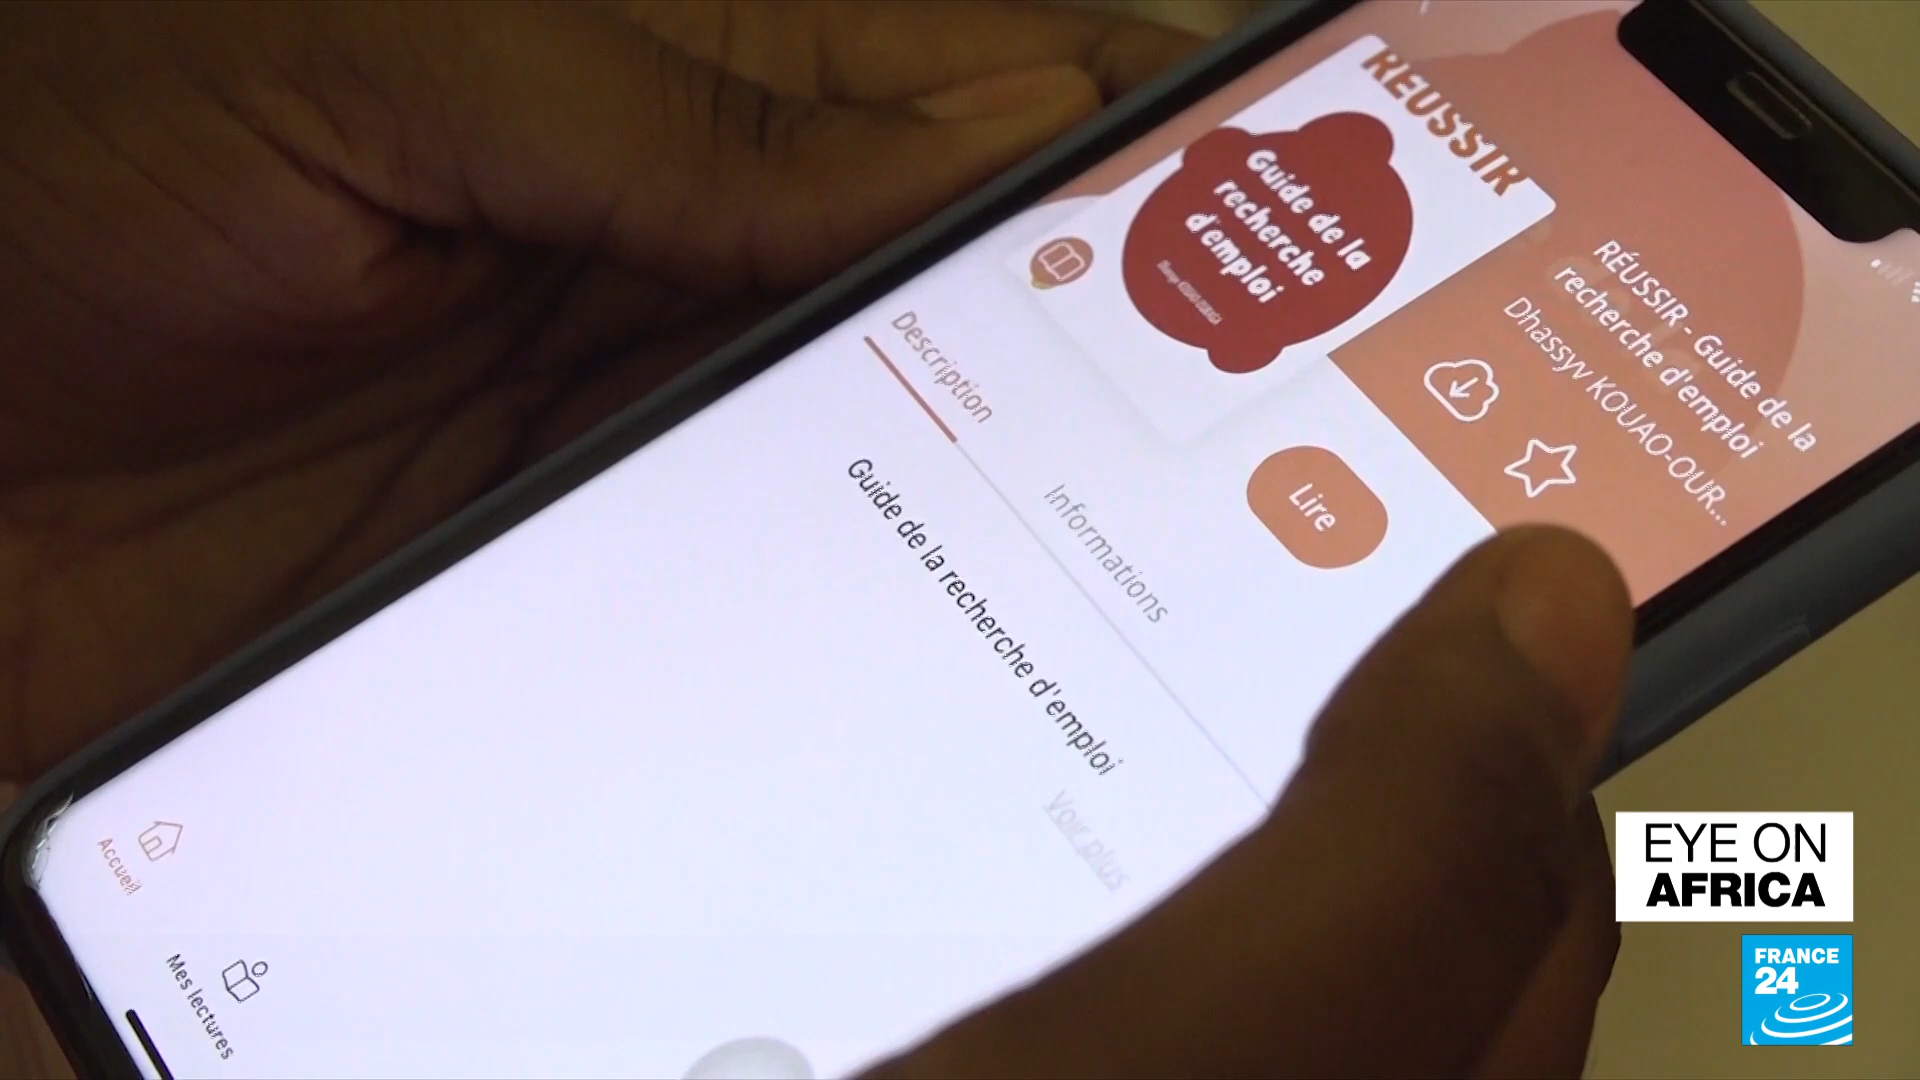 REUSSIR
Guide de la
recherche
d'emploi
RÉUSSIR - Guide de la
recherche d'emploi
Dhassyv KOUAO-OUR...
Lire
Description
Informations
Guide de la recherche d'emploi
Voir plus
Accueil
Mes lectures
EYE ON
AFRICA
FRANCE
24